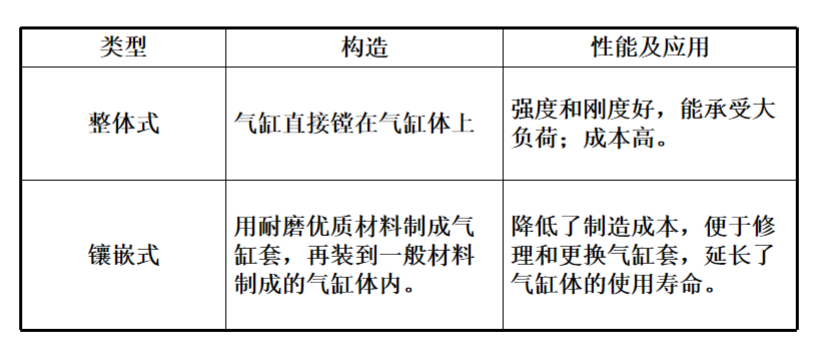 类型
构造
性能及应用
整体式
气缸直接镗在气缸体上
强度和刚度好，能承受大
负荷；成本高。
镶嵌式
用耐磨优质材料制成气
缸套，再装到一般材料
制成的气缸体内。
降低了制造成本，便于修
理和更换气缸套，延长了
气缸体的使用寿命。